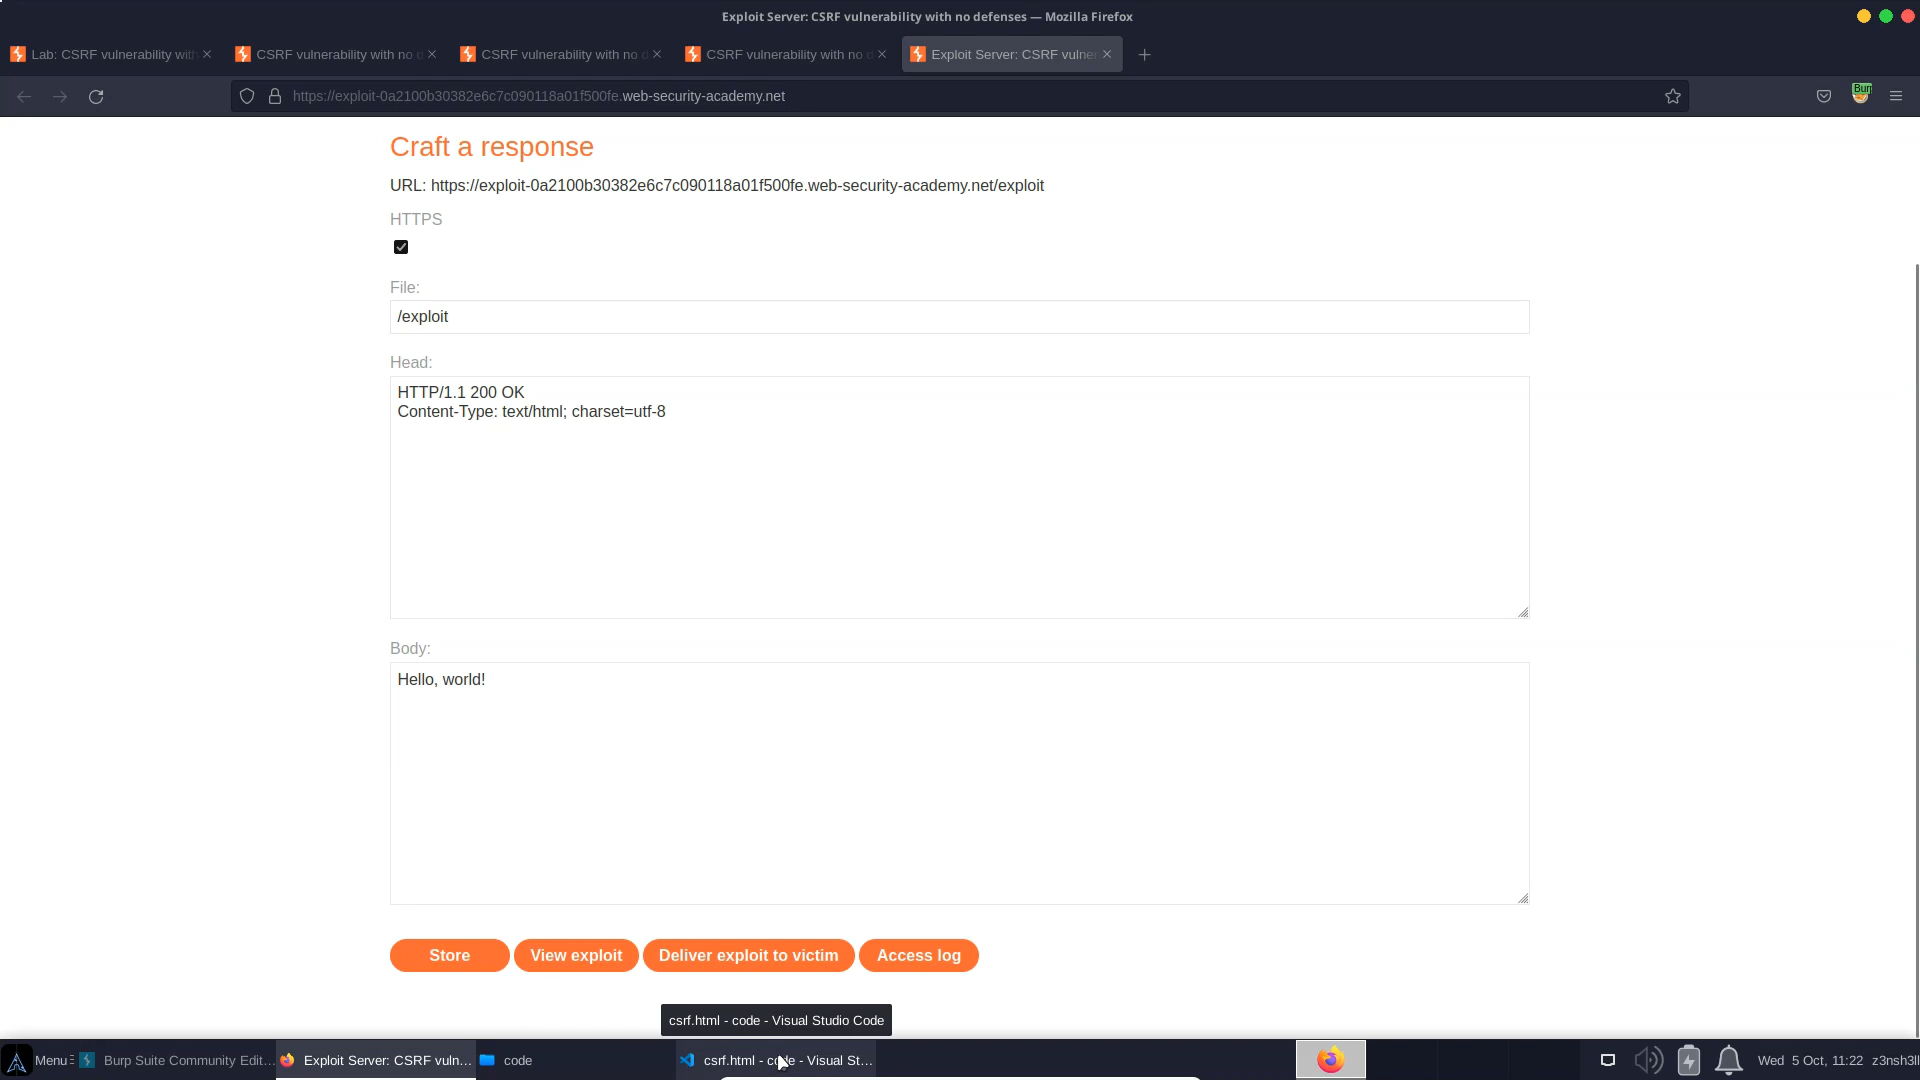 Exploit Server: CSRF vulnerability with no defenses — Mozilla Firefox
Lab: CSRF vulnerability with
CSRF vulnerability with no d
CSRF vulnerability with no d
CSRF vulnerability with no d
Exploit Server: CSRF vulne
https://exploit-0a2100b30382e6c7c090118a01f500fe.web-security-academy.net
Burp
Craft a response
URL: https://exploit-0a2100b30382e6c7c090118a01f500fe.web-security-academy.net/exploit
HTTPS
File:
/exploit
Head:
HTTP/1.1 200 OK
Content-Type: text/html; charset=utf-8
Body:
Hello, world!
Store
View exploit
Deliver exploit to victim
Access log
csrf.html - code - Visual Studio Code
Menu
Burp Suite Community Edit...
Exploit Server: CSRF vuln...
code
csrf.html - code - Visual St...
Wed 5 Oct, 11:22
z3nsh3ll